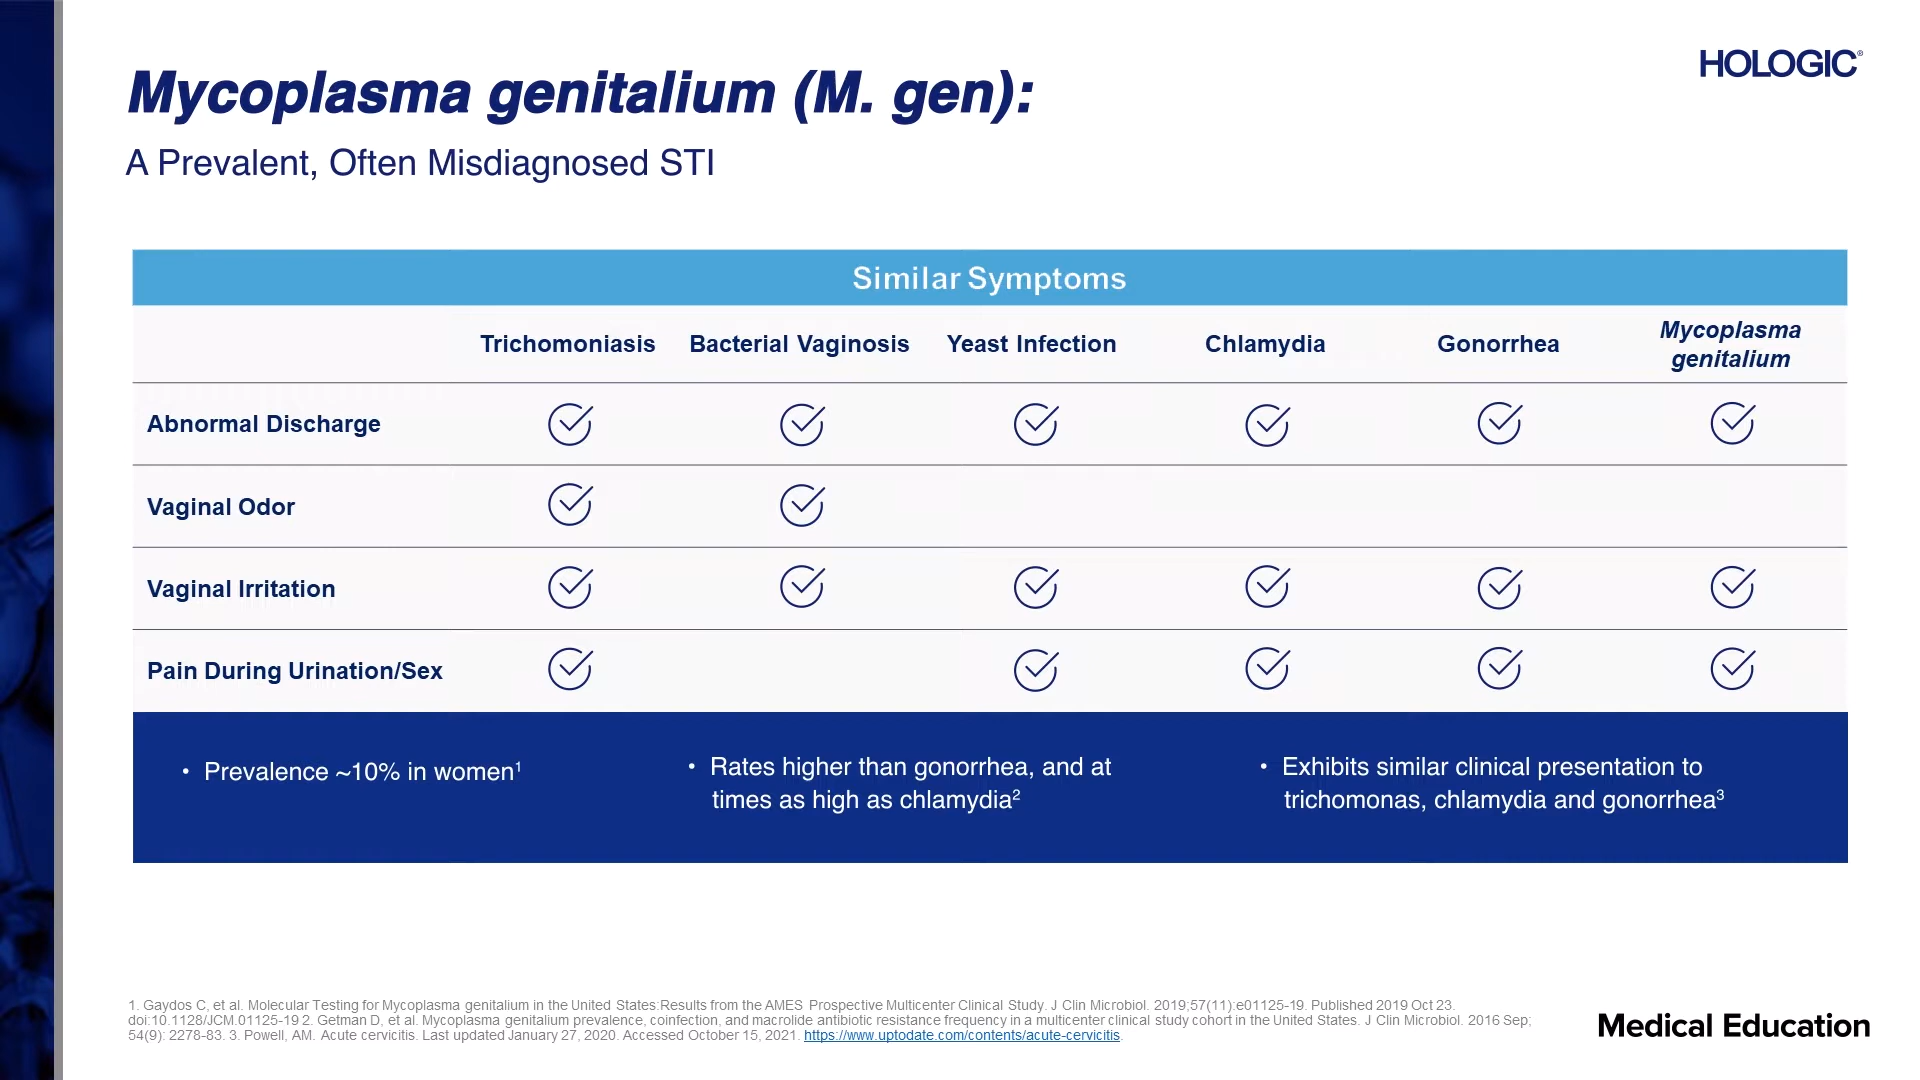 HOLOGIC®
Mycoplasma genitalium (M. gen):
A Prevalent, Often Misdiagnosed STI
Similar Symptoms
Trichomoniasis Bacterial Vaginosis Yeast Infection Chlamydia Gonorrhea Mycoplasma genitalium
Abnormal Discharge
Vaginal Odor
Vaginal Irritation
Pain During Urination/Sex
• Prevalence ~10% in women¹
• Rates higher than gonorrhea, and at
times as high as chlamydia²
• Exhibits similar clinical presentation to
trichomonas, chlamydia and gonorrhea³
1. Gaydos C, et al. Molecular Testing for Mycoplasma genitalium in the United States:Results from the AMES Prospective Multicenter Clinical Study. J Clin Microbiol. 2019;57(11):e01125-19. Published 2019 Oct 23.
doi:10.1128/JCM.01125-19 2. Getman D, et al. Mycoplasma genitalium prevalence, coinfection, and macrolide antibiotic resistance frequency in a multicenter clinical study cohort in the United States. J Clin Microbiol. 2016 Sep;
54(9): 2278-83. 3. Powell, AM. Acute cervicitis. Last updated January 27, 2020. Accessed October 15, 2021. https://www.uptodate.com/contents/acute-cervicitis.
Medical Education